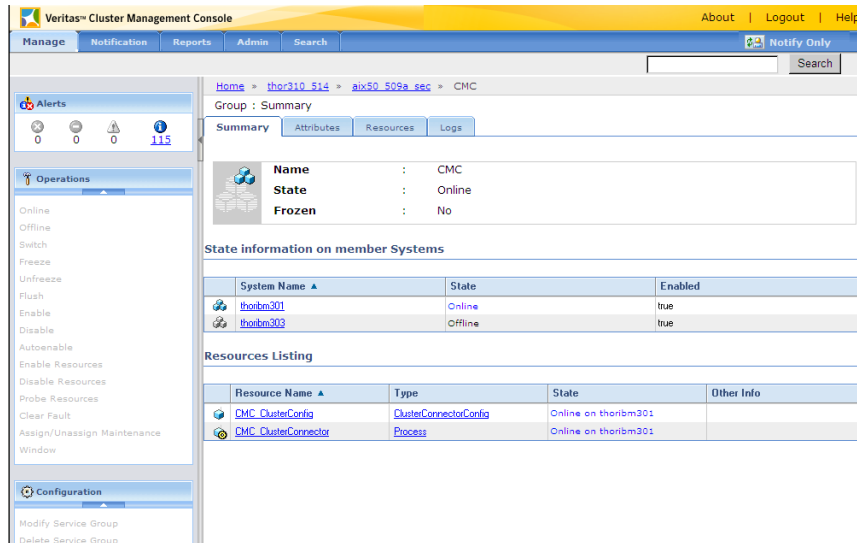 Veritas™ Cluster Management Console
About | Logout | Help
Manage Notification Reports Admin Search Notify Only
Search
Home » thor310_514 » aix50_509a_sec » CMC
Group : Summary
Summary Attributes Resources Logs
Alerts
0 0 0 115
Operations
Online
Offline
Switch
Freeze
Unfreeze
Flush
Enable
Disable
Autoenable
Enable Resources
Disable Resources
Probe Resources
Clear Fault
Assign/Unassign Maintenance
Window
Configuration
Modify Service Group
Delete Service Group
Name : CMC
State : Online
Frozen : No
State information on member Systems
System Name State Enabled
thoribm301 Online true
thoribm303 Offline true
Resources Listing
Resource Name Type State Other Info
CMC_ClusterConfig ClusterConnectorConfig Online on thoribm301
CMC_ClusterConnector Process Online on thoribm301